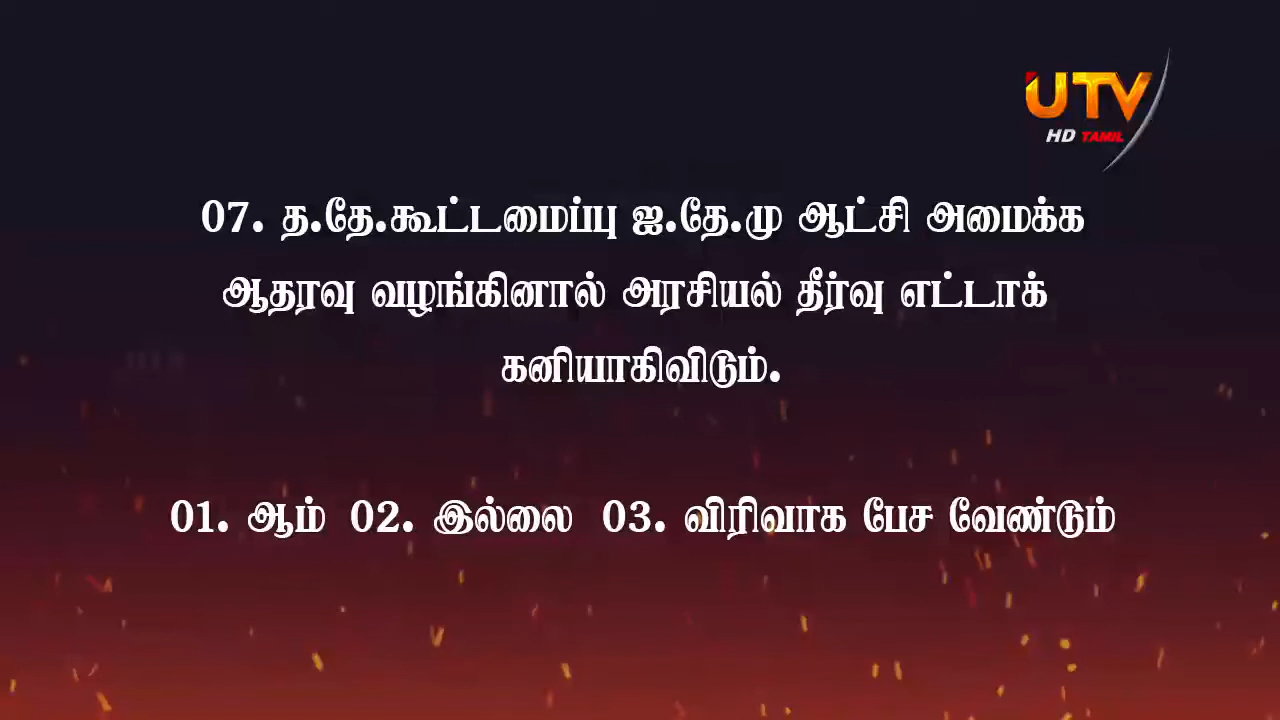 UTV
HD TAMIL
07. த.தே.கூட்டமைப்பு ஐ.தே.மு ஆட்சி அமைக்க
ஆதரவு வழங்கினால் அரசியல் தீர்வு எட்டாக்
கனியாகிவிடும்.
01. ஆம் 02. இல்லை 03. விரிவாக பேச வேண்டும்